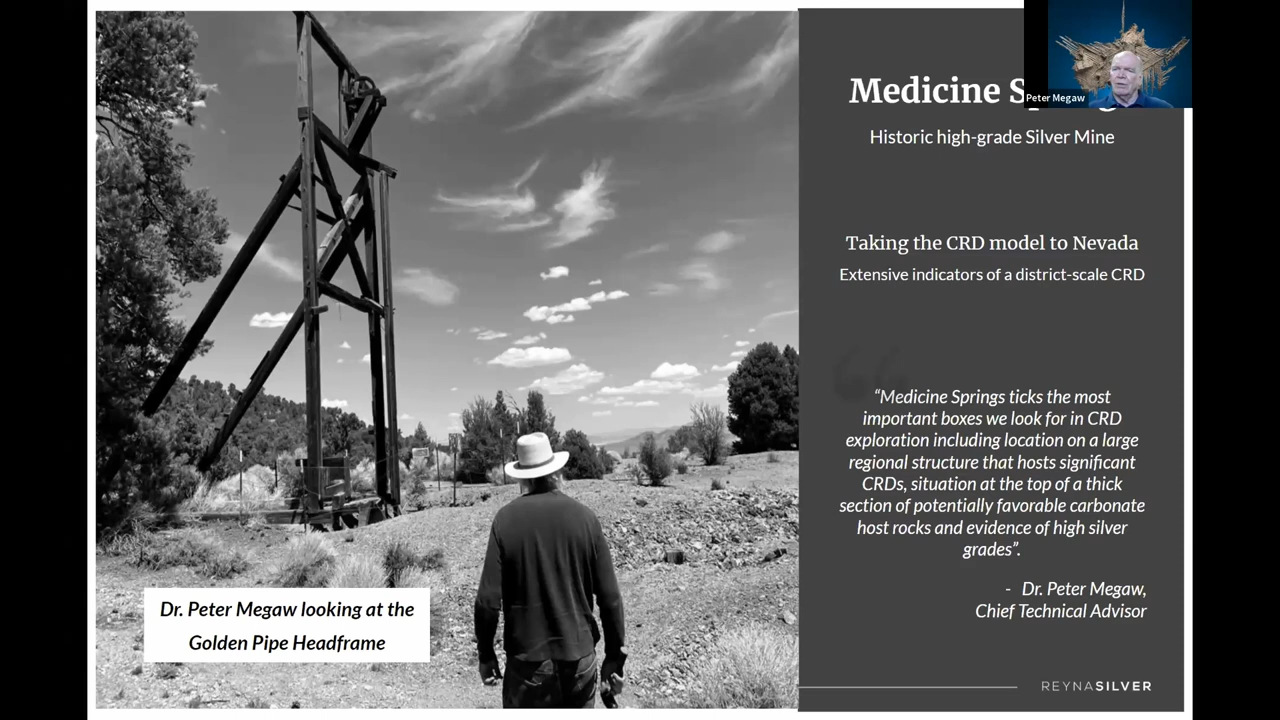 Medicine Sp
Peter Megaw
Historic high-grade Silver Mine
Taking the CRD model to Nevada
Extensive indicators of a district-scale CRD
“Medicine Springs ticks the most
important boxes we look for in CRD
exploration including location on a large
regional structure that hosts significant
CRDs, situation at the top of a thick
section of potentially favorable carbonate
host rocks and evidence of high silver
grades”.
- Dr. Peter Megaw,
Chief Technical Advisor
Dr. Peter Megaw looking at the
Golden Pipe Headframe
REYNASILVER